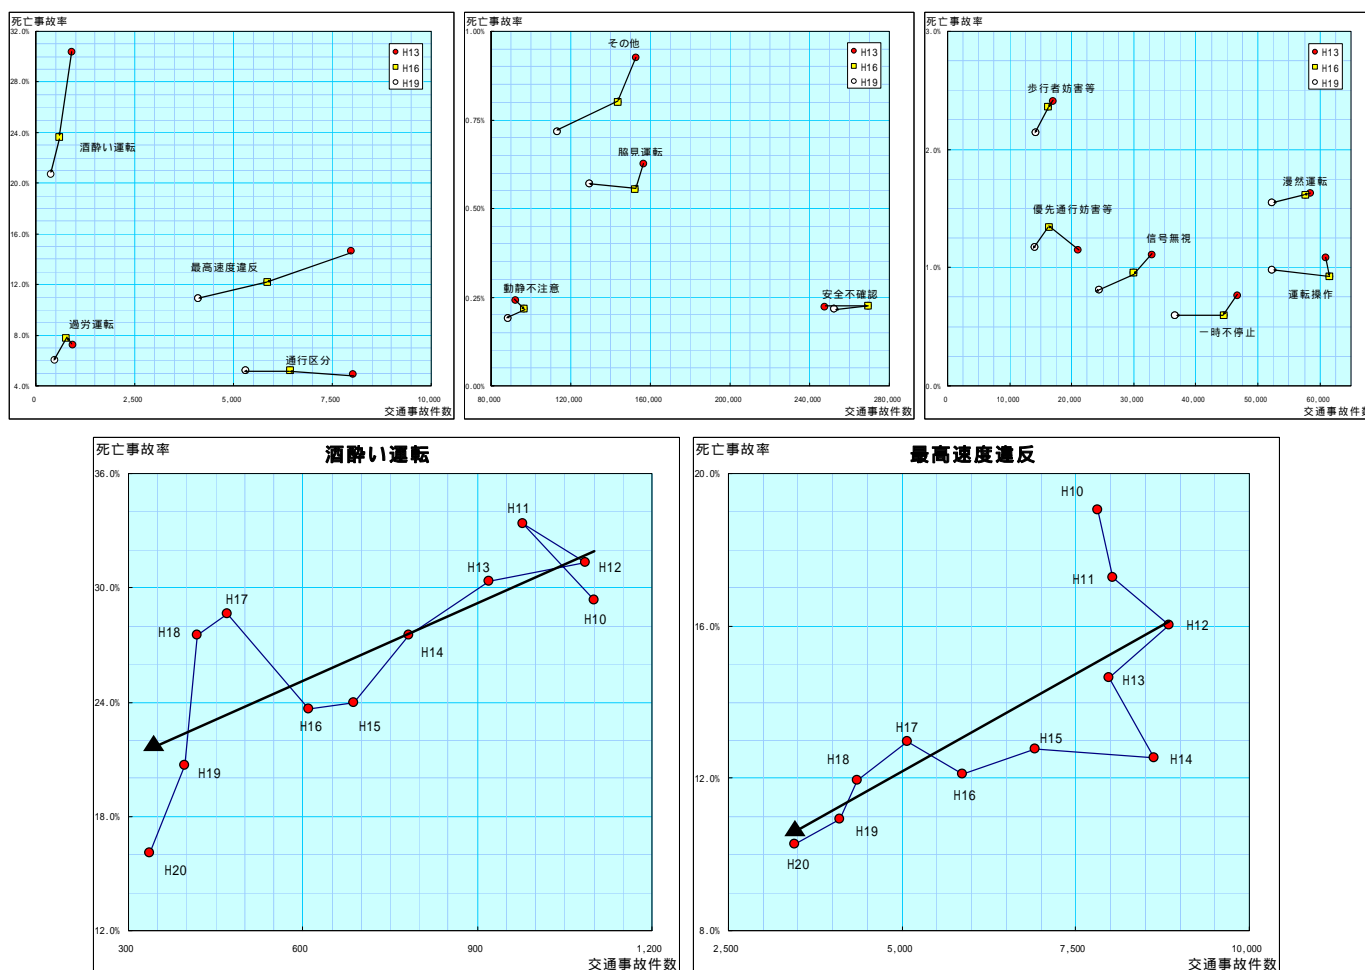 死亡事故率
32.0%
28.0%
24.0%
20.0%
16.0%
12.0%
8.0%
4.0%
0
2,500
5,000
7,500
10,000
交通事故件数
H13
H16
H19
酒酔い運転
最高速度違反
過労運転
通行区分
死亡事故率
1.00%
0.75%
0.50%
0.25%
0.00%
80,000
120,000
160,000
200,000
240,000
280,000
交通事故件数
H13
H16
H19
その他
脇見運転
動静不注意
安全不確認
死亡事故率
3.0%
2.0%
1.0%
0.0%
0
10,000
20,000
30,000
40,000
50,000
60,000
交通事故件数
H13
H16
H19
歩行者妨害等
漫然運転
優先通行妨害等
信号無視
運転操作
一時不停止
死亡事故率
酒酔い運転
36.0%
30.0%
24.0%
18.0%
12.0%
300
600
900
1,200
交通事故件数
H11
H12
H13
H10
H17
H18
H14
H16
H15
H19
H20
死亡事故率
最高速度違反
20.0%
16.0%
12.0%
8.0%
2,500
5,000
7,500
10,000
交通事故件数
H10
H11
H12
H13
H17
H15
H18
H14
H16
H19
H20